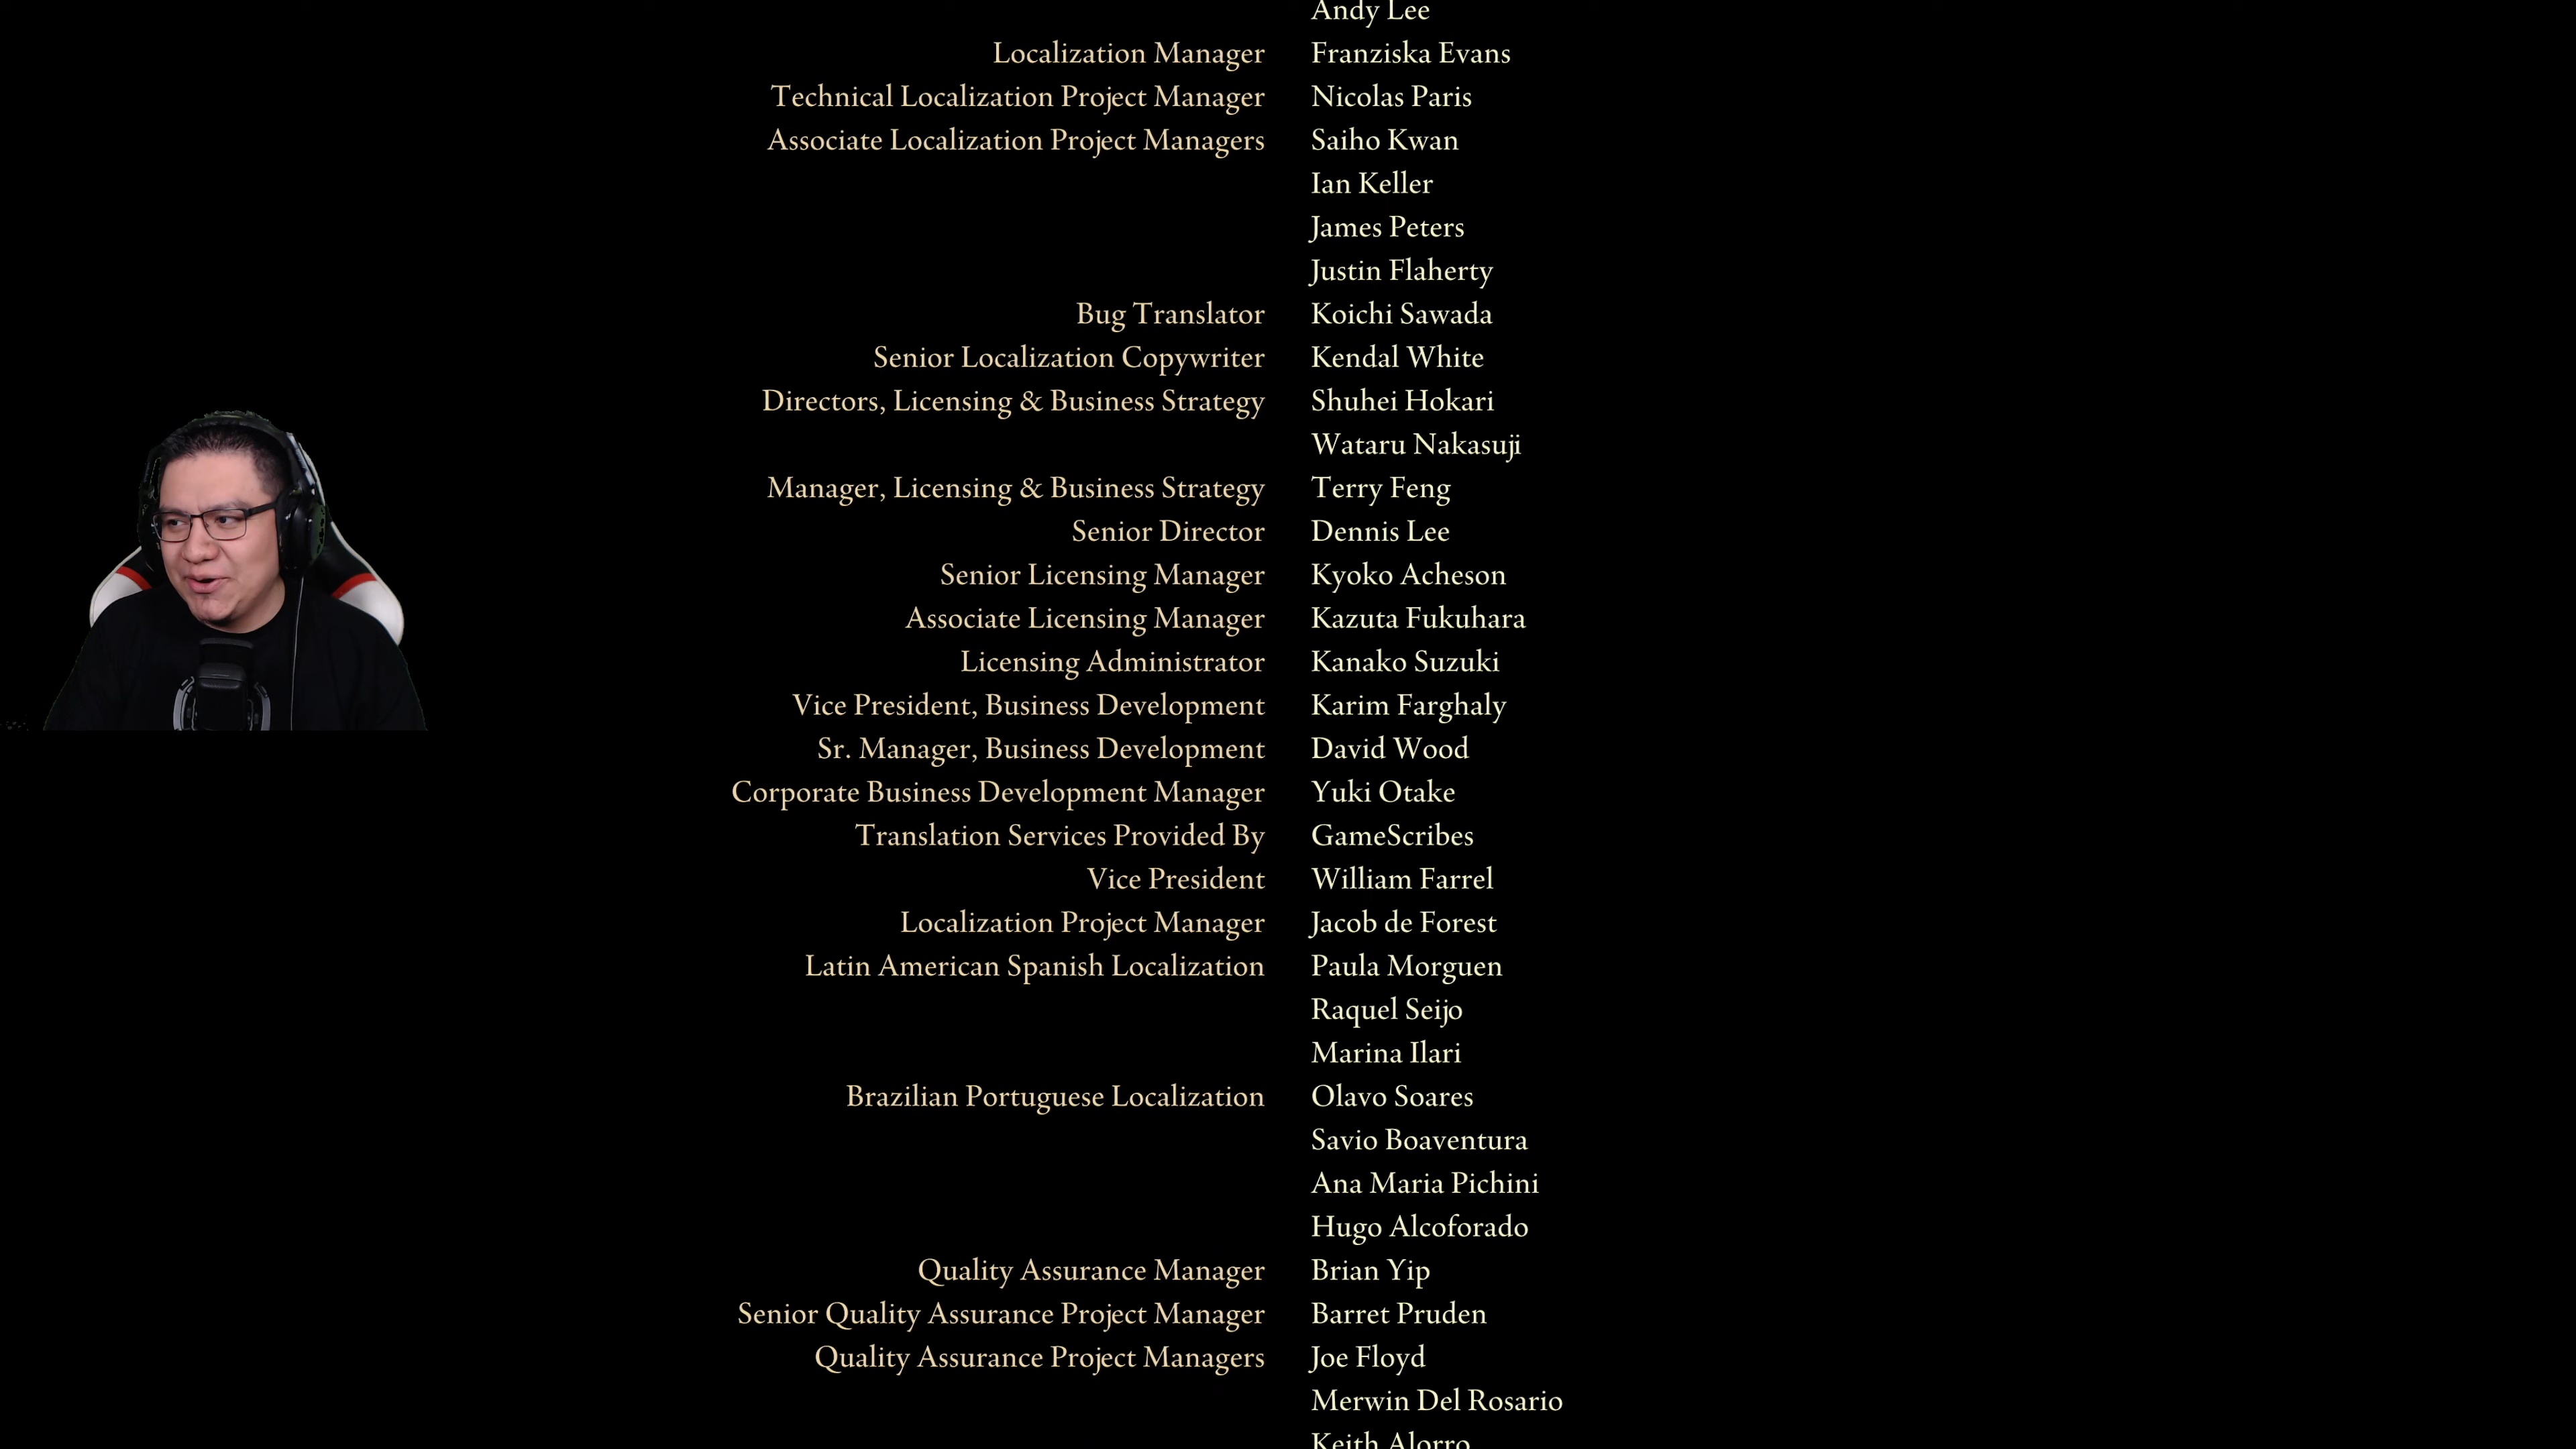 Andy Lee
Localization Manager Franziska Evans
Technical Localization Project Manager Nicolas Paris
Associate Localization Project Managers Saiho Kwan
Ian Keller
James Peters
Justin Flaherty
Bug Translator Koichi Sawada
Senior Localization Copywriter Kendal White
Directors, Licensing & Business Strategy Shuhei Hokari
Wataru Nakasuji
Manager, Licensing & Business Strategy Terry Feng
Senior Director Dennis Lee
Senior Licensing Manager Kyoko Acheson
Associate Licensing Manager Kazuta Fukuhara
Licensing Administrator Kanako Suzuki
Vice President, Business Development Karim Farghaly
Sr. Manager, Business Development David Wood
Corporate Business Development Manager Yuki Otake
Translation Services Provided By GameScribes
Vice President William Farrel
Localization Project Manager Jacob de Forest
Latin American Spanish Localization Paula Morguen
Raquel Seijo
Marina Ilari
Brazilian Portuguese Localization Olavo Soares
Savio Boaventura
Ana Maria Pichini
Hugo Alcoforado
Quality Assurance Manager Brian Yip
Senior Quality Assurance Project Manager Barret Pruden
Quality Assurance Project Managers Joe Floyd
Merwin Del Rosario
Keith Alorro